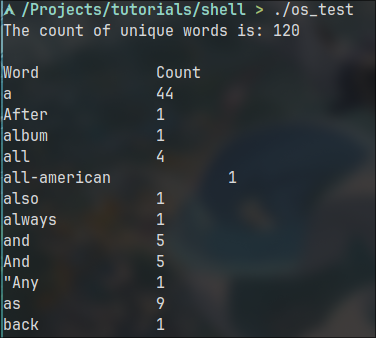 /Projects/tutorials/shell > ./os_test
The count of unique words is: 120
Word Count
a 44
After 1
album 1
all 4
all-american 1
also 1
always 1
and 5
And 5
"Any 1
as 9
back 1